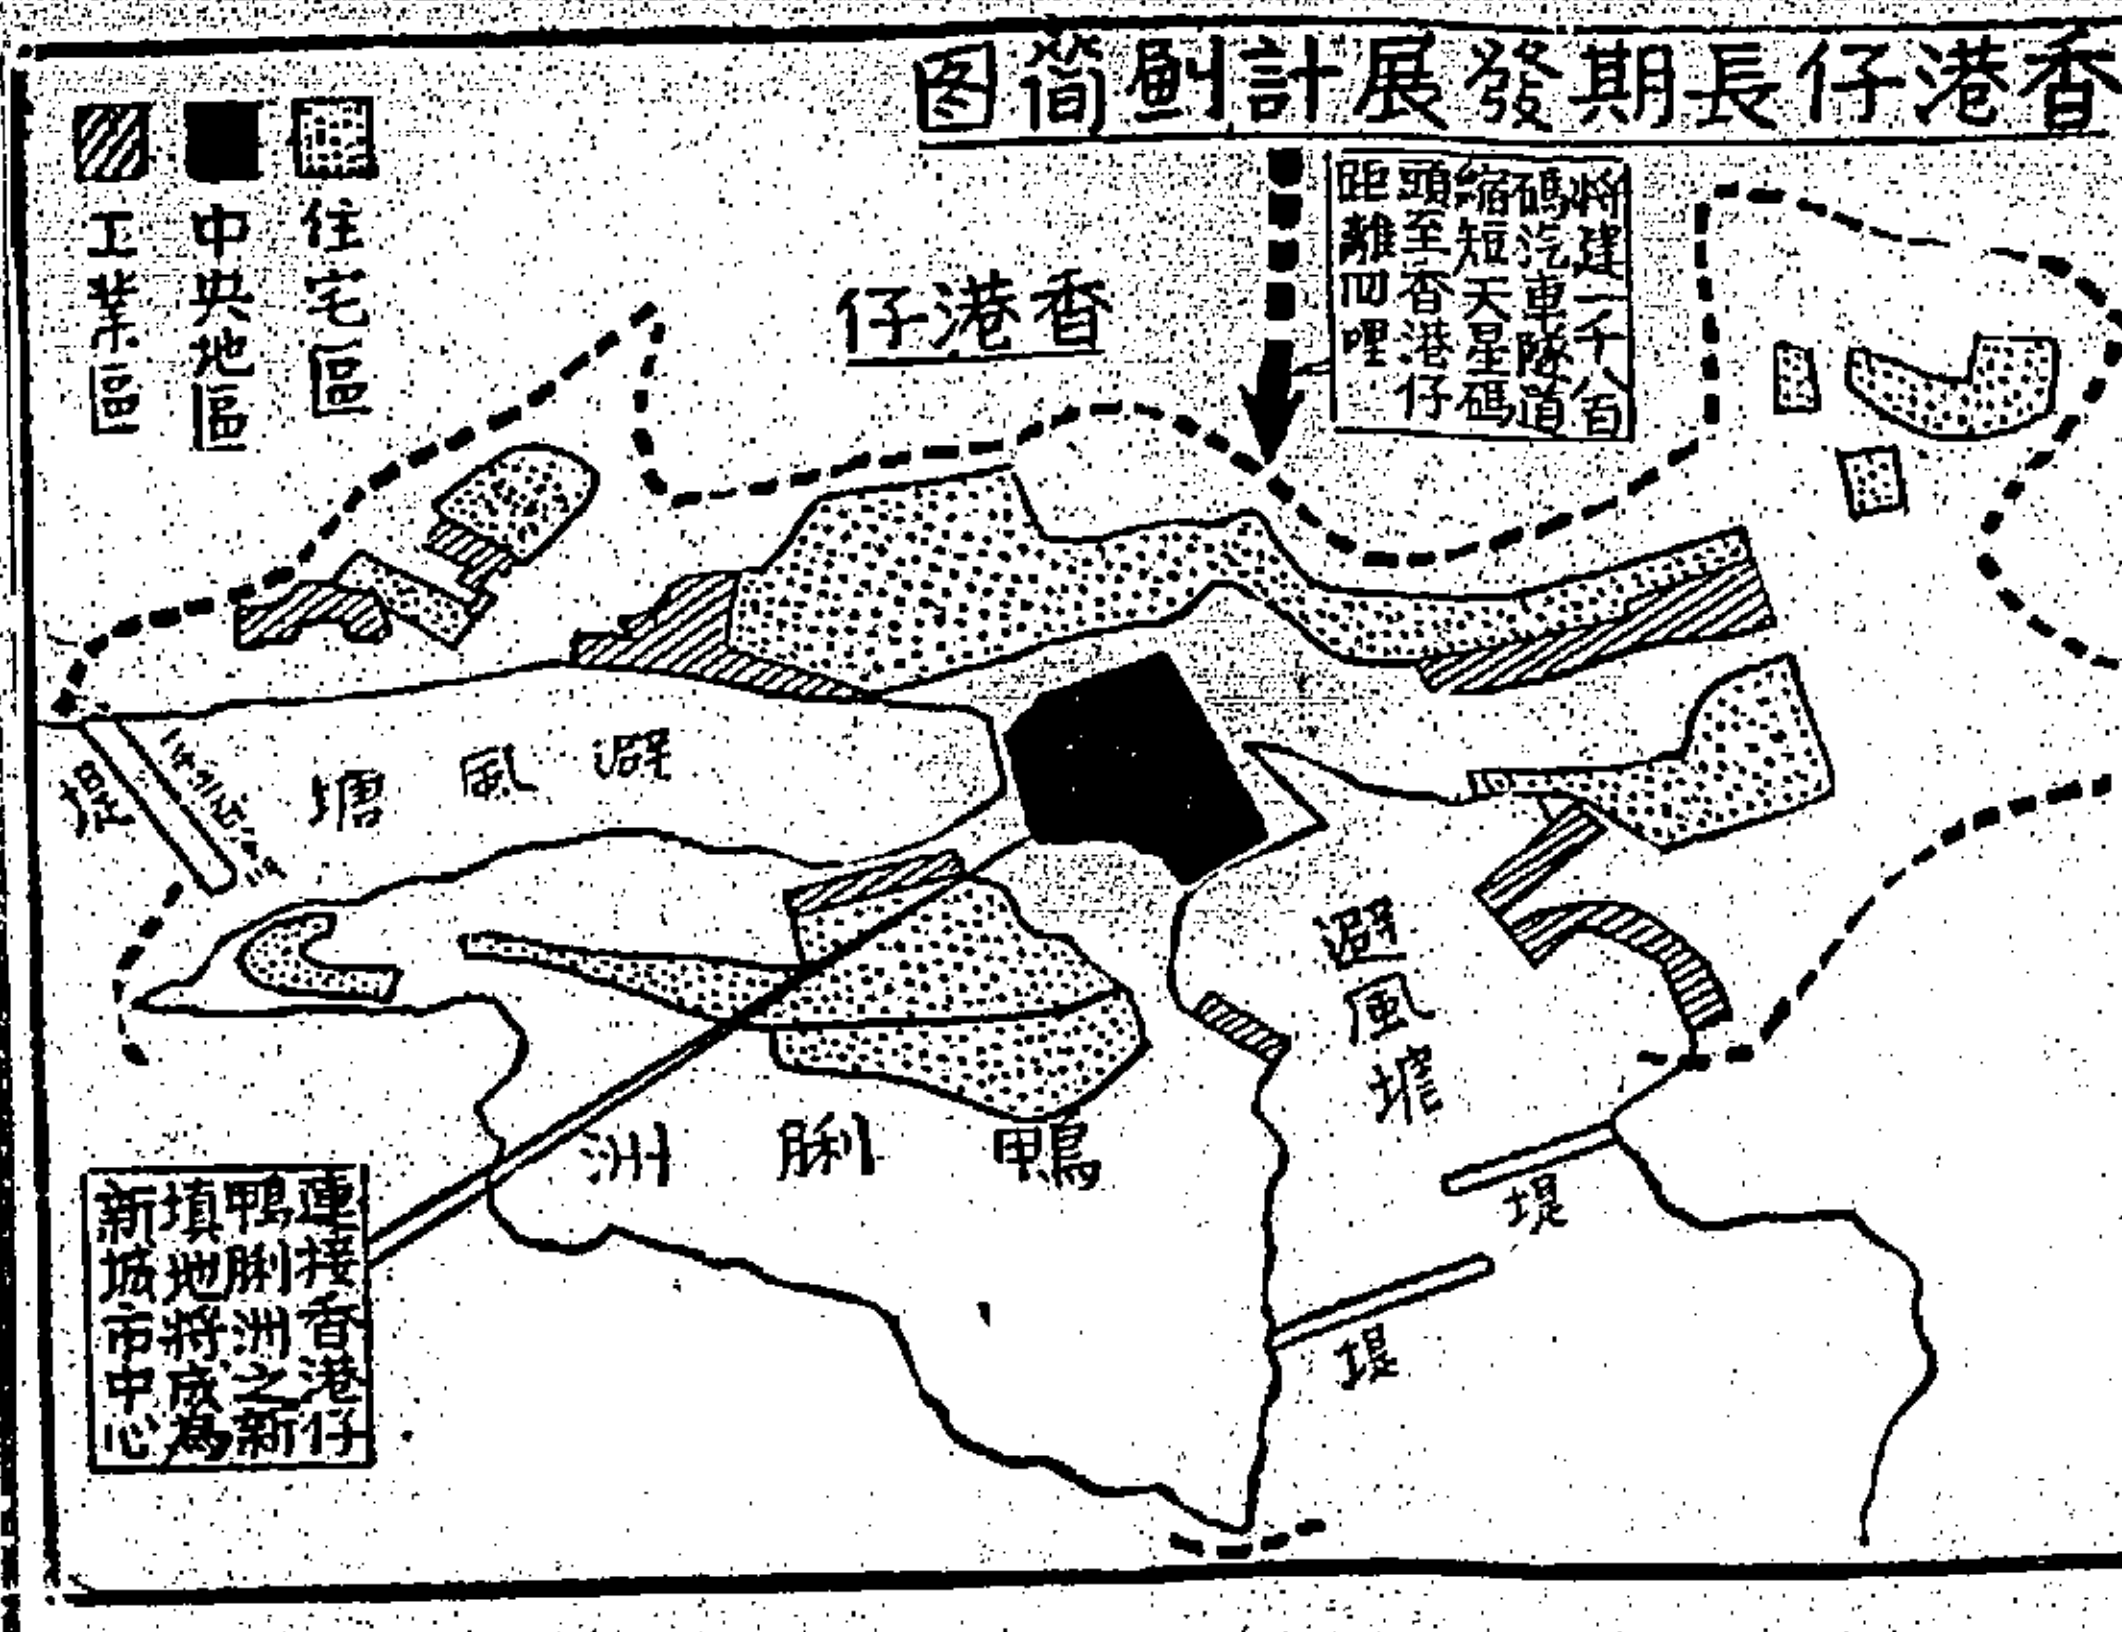 香港仔長期發展計劃簡图
住宅區
中央地區
工業區
將建一千八百
碼汽車隧道
縮短天星碼
頭至香港仔
距離四哩
香港仔
避風塘
堤
避風塘
鴨脷洲
堤
堤
連接香港仔
鴨脷洲之新
填地將成為
新城市中心